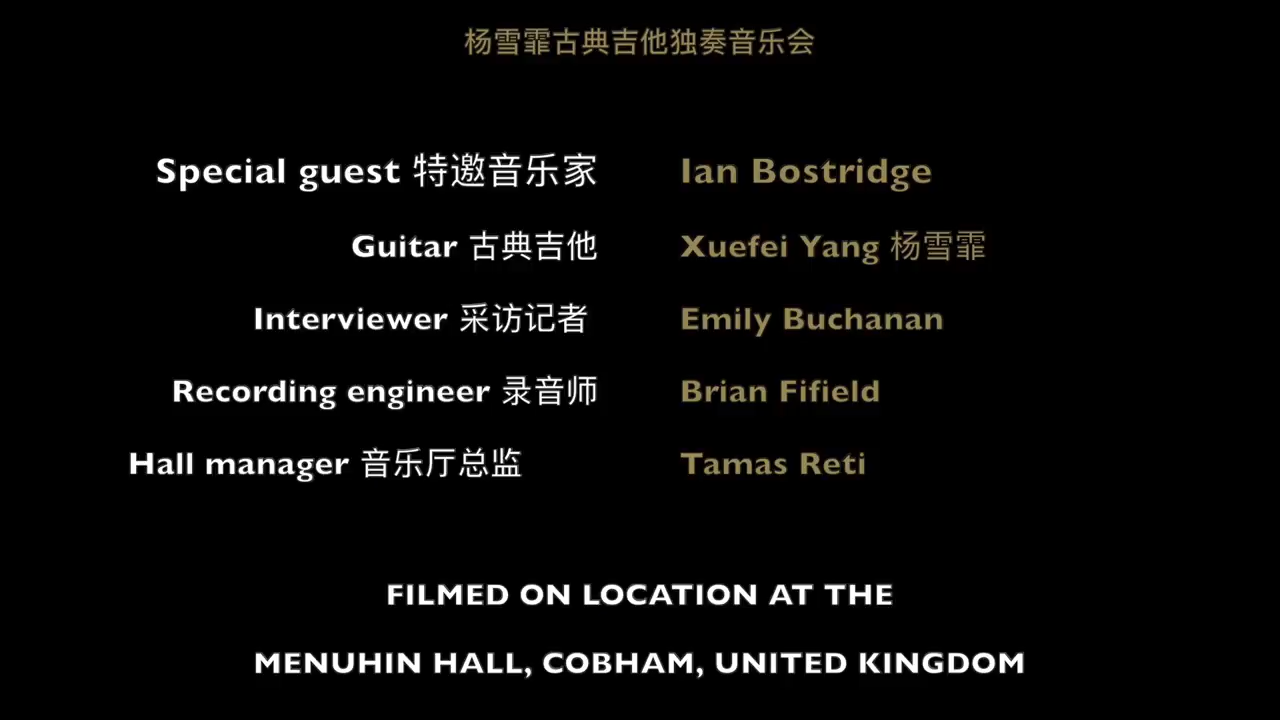 杨雪霏古典吉他独奏音乐会
Special guest 特邀音乐家 Ian Bostridge
Guitar 古典吉他 Xuefei Yang 杨雪霏
Interviewer 采访记者 Emily Buchanan
Recording engineer 录音师 Brian Fifield
Hall manager 音乐厅总监 Tamas Reti
FILMED ON LOCATION AT THE
MENUHIN HALL, COBHAM, UNITED KINGDOM